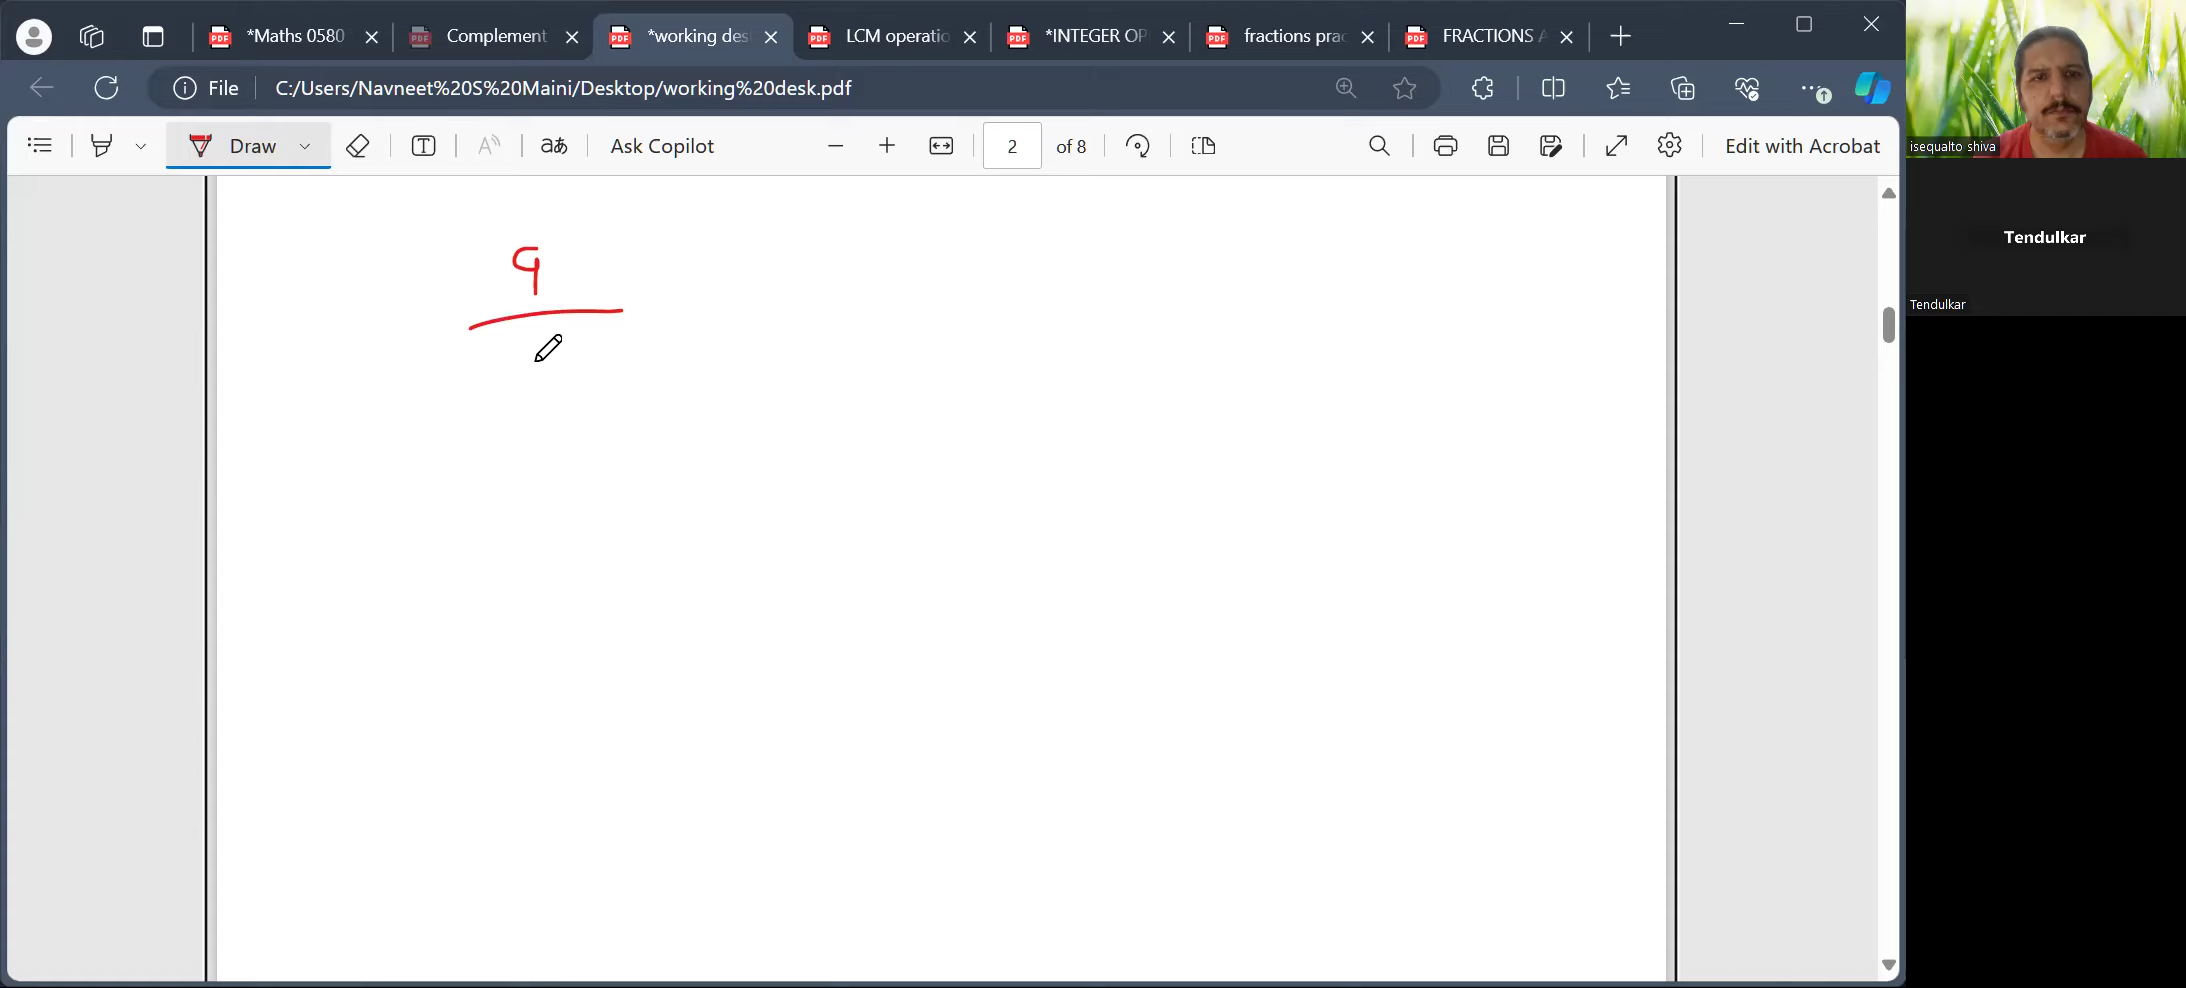 *Maths 0580
Complement
*working des
LCM operatio
*INTEGER OP
fractions prac
FRACTIONS A
File
C:/Users/Navneet%20S%20Maini/Desktop/working%20desk.pdf
Draw
Ask Copilot
2
of 8
Edit with Acrobat
isequalto shiva
Tendulkar
Tendulkar
9